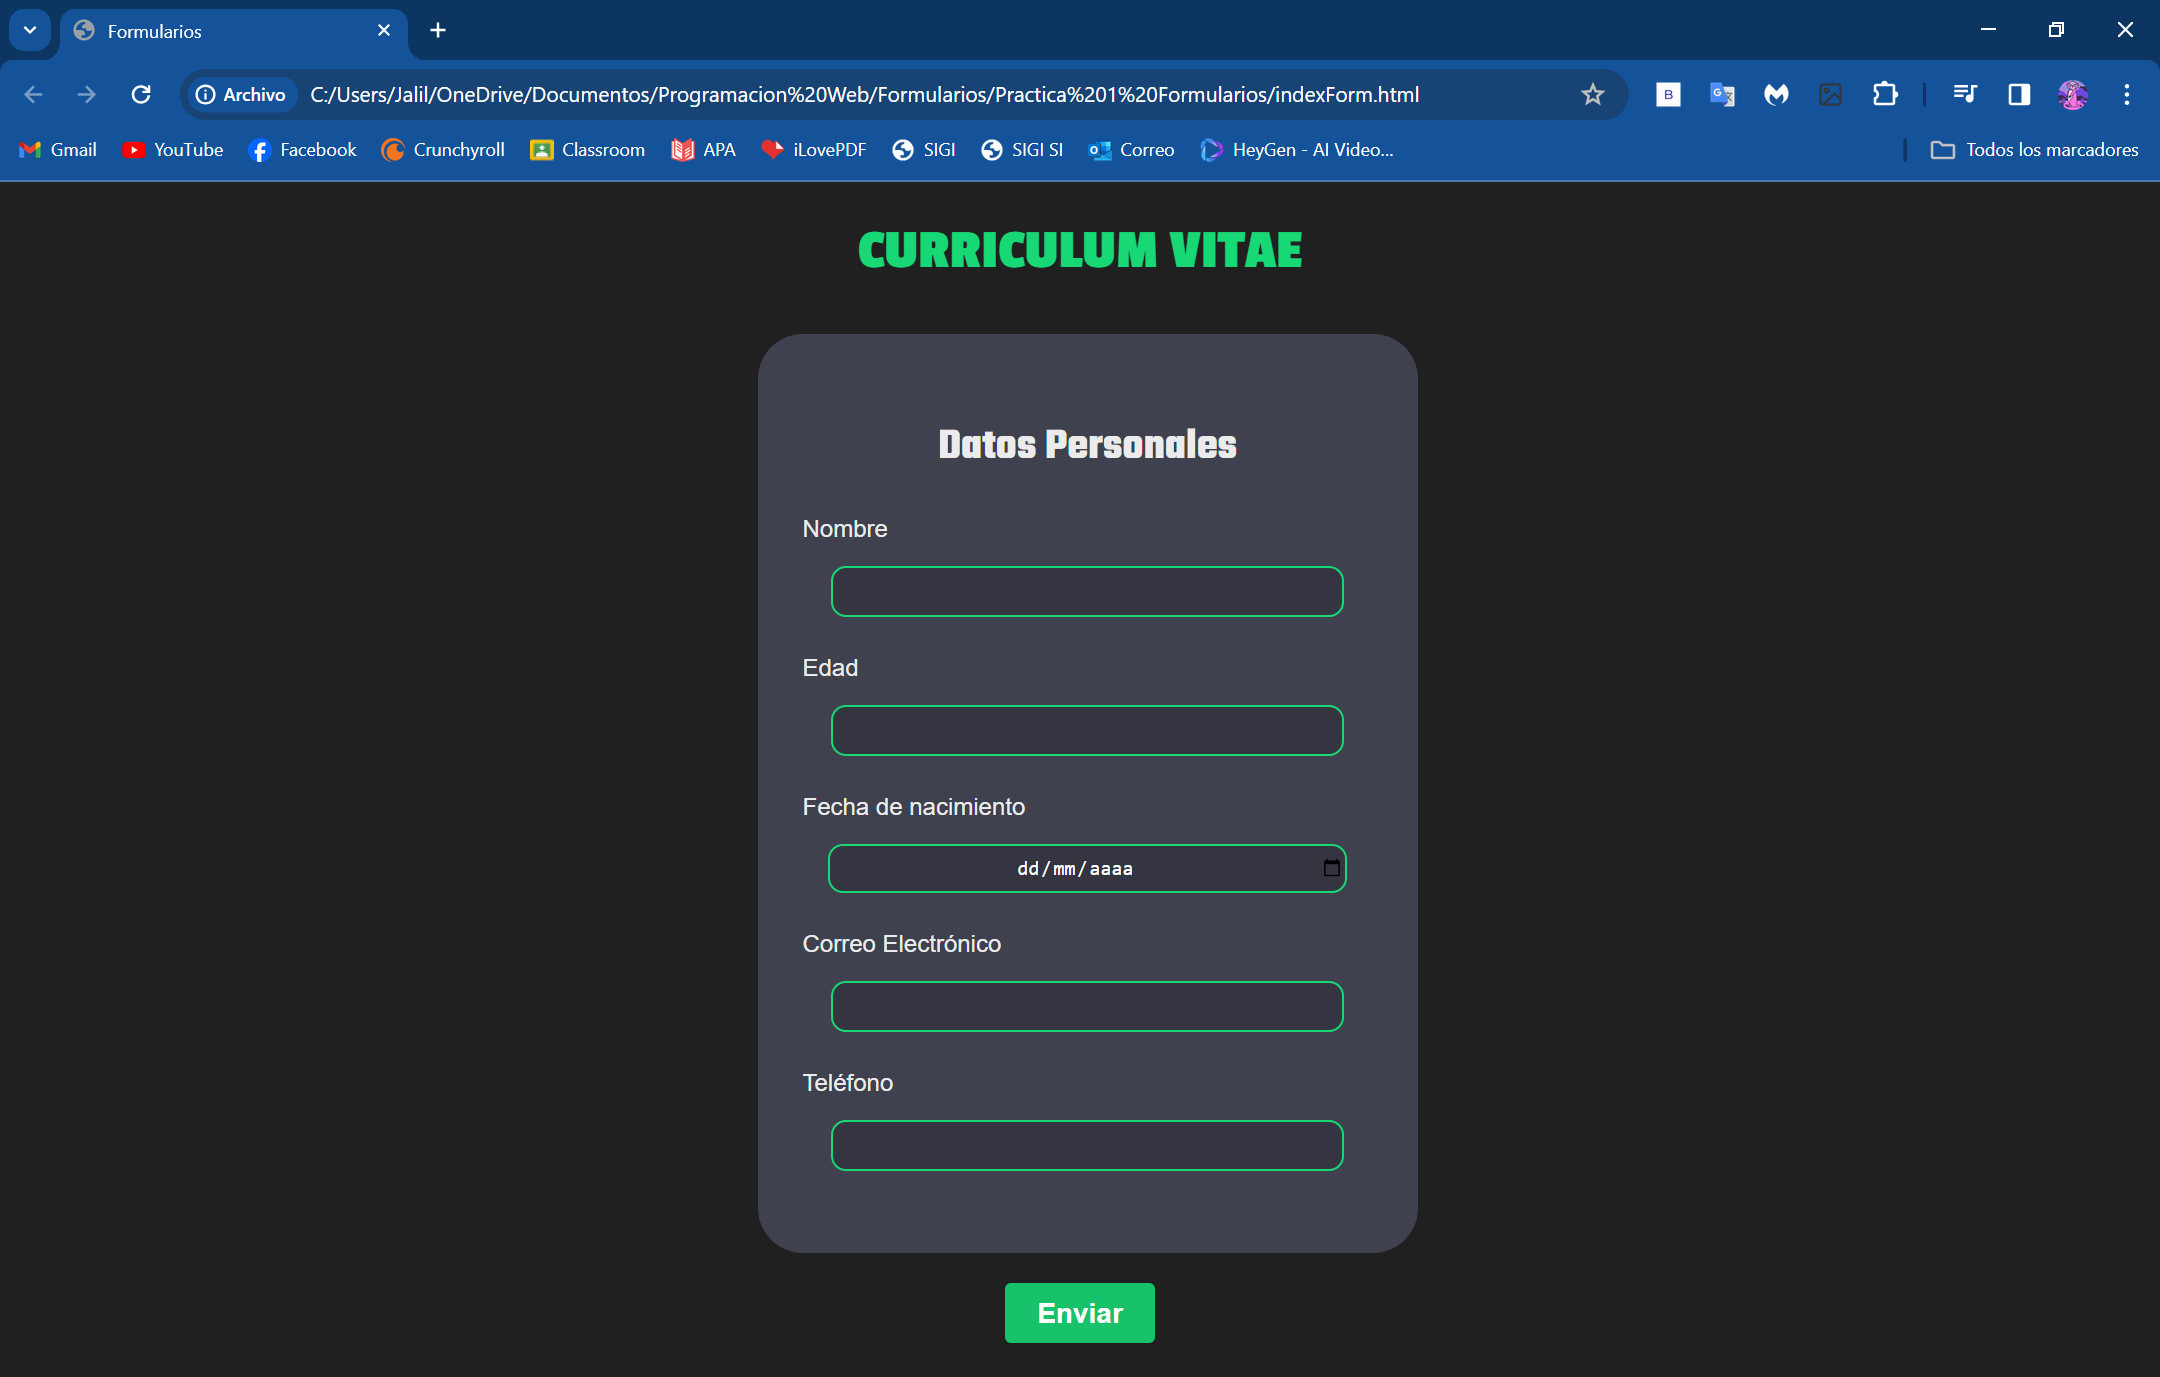 Formularios
Archivo C:/Users/Jalil/OneDrive/Documentos/Programacion%20Web/Formularios/Practica%201%20Formularios/indexForm.html
Gmail YouTube Facebook Crunchyroll Classroom APA iLovePDF SIGI SIGI SI Correo HeyGen - AI Video... Todos los marcadores
CURRICULUM VITAE
Datos Personales
Nombre
Edad
Fecha de nacimiento
dd/mm/aaaa
Correo Electrónico
Teléfono
Enviar